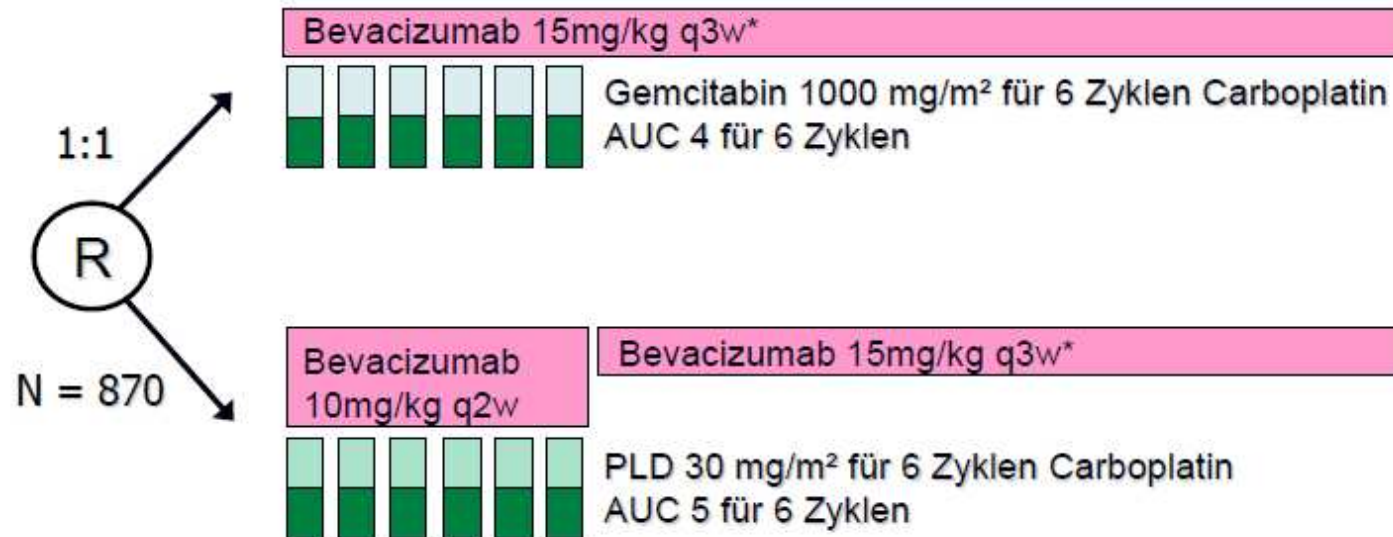 Bevacizumab 15mg/kg q3w*
Gemcitabin 1000 mg/m² für 6 Zyklen Carboplatin
AUC 4 für 6 Zyklen
1:1
R
N = 870
Bevacizumab
10mg/kg q2w
Bevacizumab 15mg/kg q3w*
PLD 30 mg/m² für 6 Zyklen Carboplatin
AUC 5 für 6 Zyklen